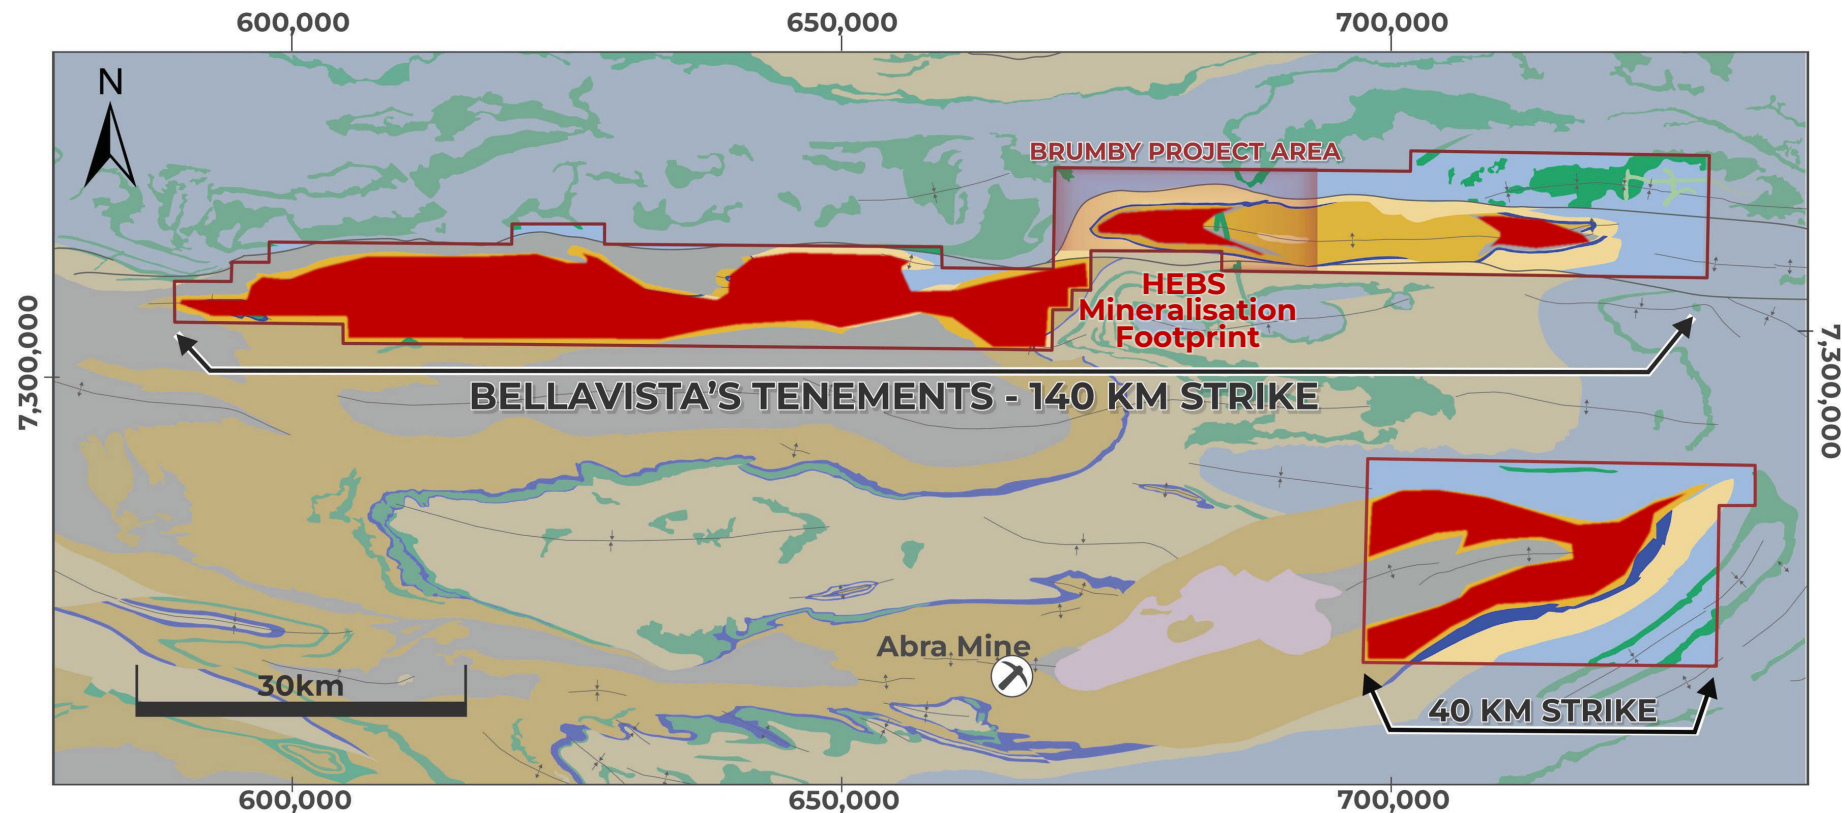 600,000
650,000
700,000
N
BRUMBY PROJECT AREA
HEBS
Mineralisation
Footprint
7,300,000
7,300,000
BELLAVISTA'S TENEMENTS - 140 KM STRIKE
Abra Mine
30km
40 KM STRIKE
600,000
650,000
700,000